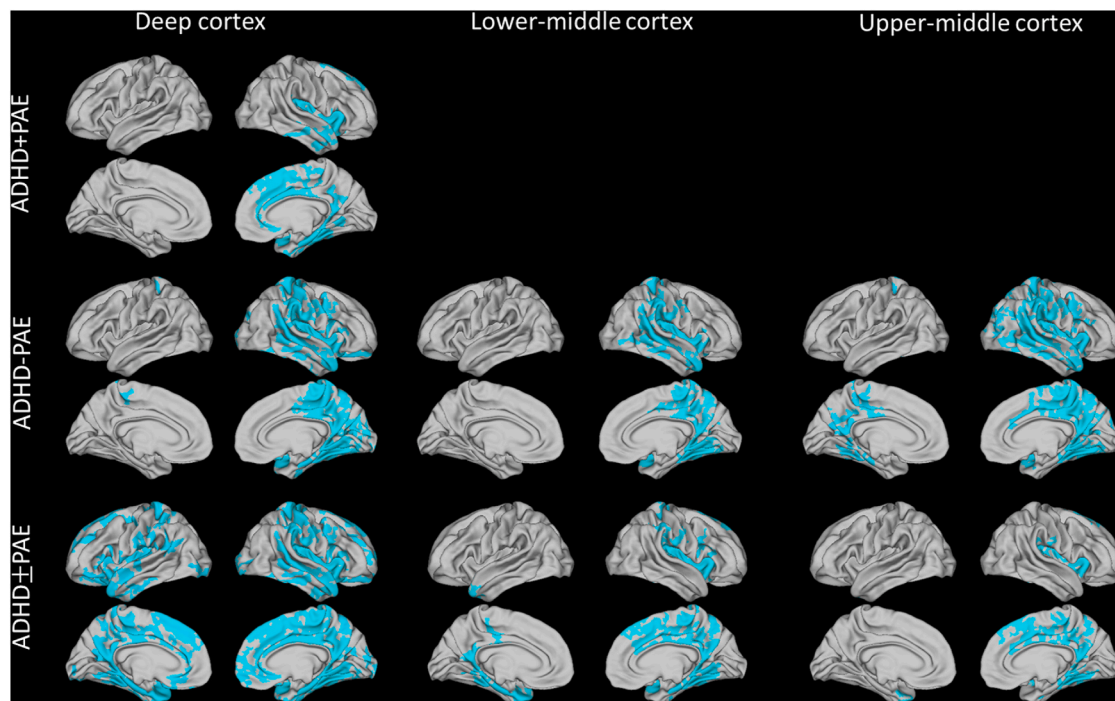 Deep cortex
Lower-middle cortex
Upper-middle cortex
ADHD+PAE
ADHD-PAE
ADHD±PAE